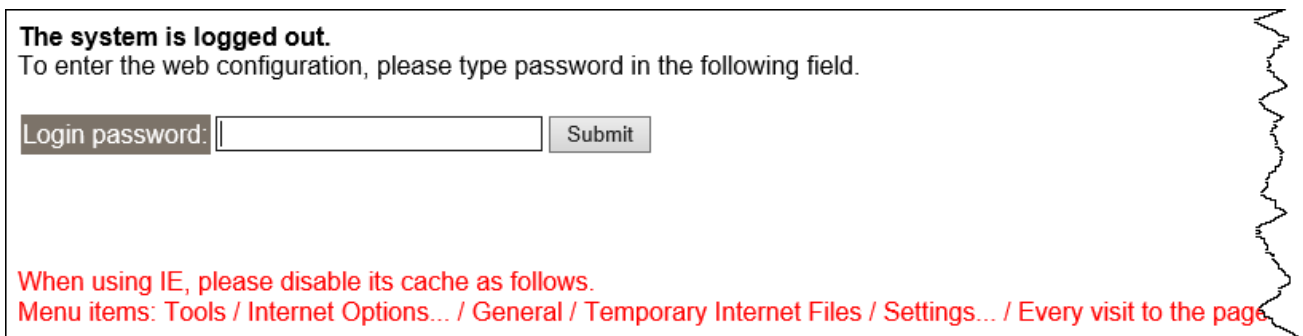 The system is logged out.
To enter the web configuration, please type password in the following field.
Login password:
Submit
When using IE, please disable its cache as follows.
Menu items: Tools / Internet Options... / General / Temporary Internet Files / Settings... / Every visit to the page